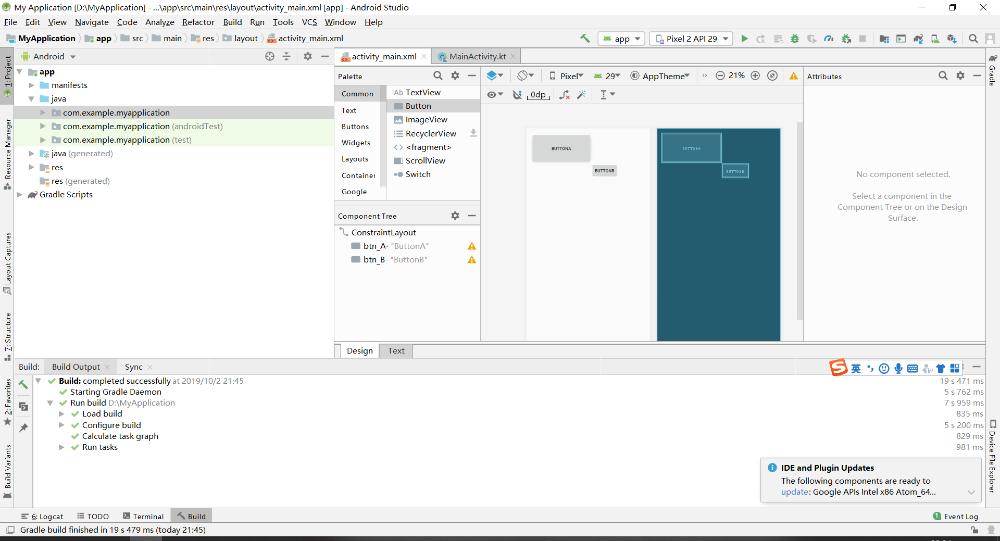 My Application [D:\MyApplication] - ...\app\src\main\res\layout\activity_main.xml [app] - Android Studio
File Edit View Navigate Code Analyze Refactor Build Run Tools VCS Window Help
MyApplication app src main res layout activity_main.xml
app
Pixel 2 API 29
1: Project
Resource Manager
Layout Captures
7: Structure
2: Favorites
Build Variants
Android
app
manifests
java
com.example.myapplication
com.example.myapplication (androidTest)
com.example.myapplication (test)
java (generated)
res
res (generated)
Gradle Scripts
activity_main.xml
MainActivity.kt
Palette
Common
Text
Buttons
Widgets
Layouts
Container
Google
Ab TextView
Button
ImageView
RecyclerView
<fragment>
ScrollView
Switch
Component Tree
ConstraintLayout
btn_A- "ButtonA"
btn_B- "ButtonB"
Pixel 29 AppTheme 21%
0dp
BUTTONA
BUTTONB
BUTTONA
BUTTONB
Attributes
No component selected.
Select a component in the
Component Tree or on the Design
Surface.
Gradle
Device File Explorer
Design Text
Build: Build Output Sync
英
Build: completed successfully at 2019/10/2 21:45 19 s 471 ms
Starting Gradle Daemon 5 s 762 ms
Run build D:\MyApplication 7 s 959 ms
Load build 835 ms
Configure build 5 s 200 ms
Calculate task graph 829 ms
Run tasks 981 ms
IDE and Plugin Updates
The following components are ready to
update: Google APIs Intel x86 Atom_64...
6: Logcat TODO Terminal Build
1 Event Log
Gradle build finished in 19 s 479 ms (today 21:45)